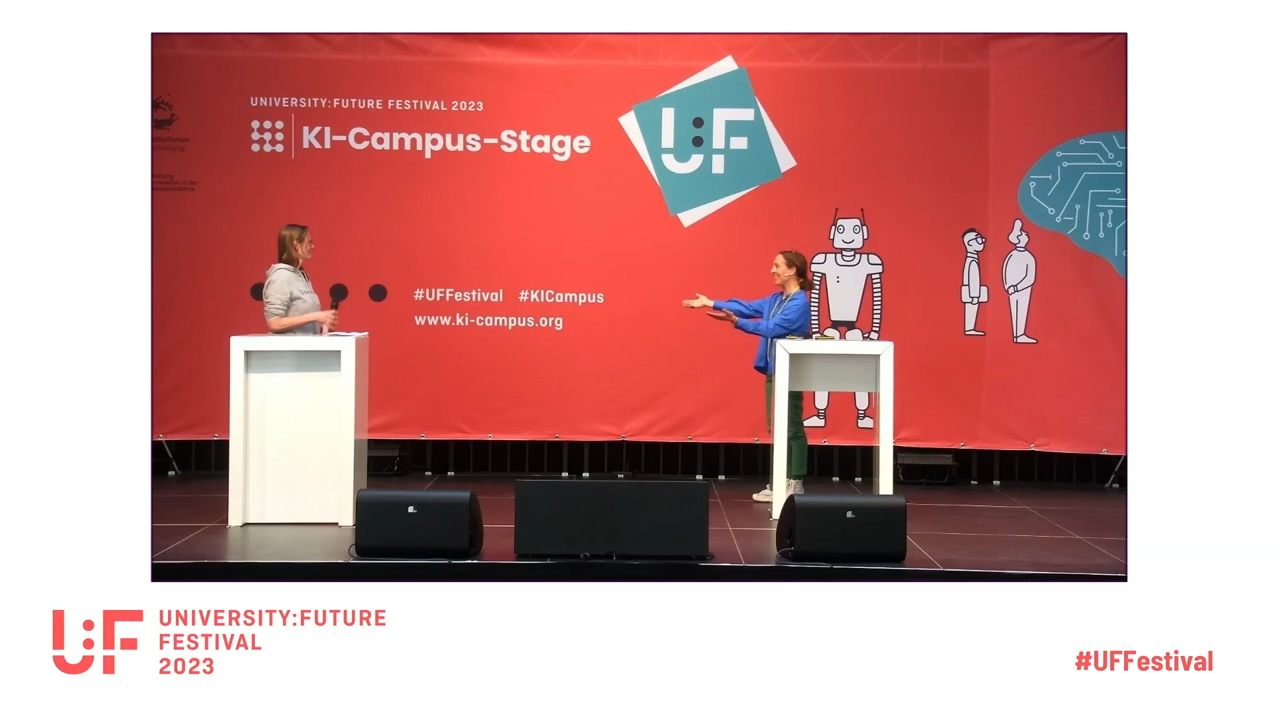 UNIVERSITY:FUTURE FESTIVAL 2023
KI-Campus-Stage
U:F
#UFFestival #KICampus
www.ki-campus.org
U:F
UNIVERSITY:FUTURE
FESTIVAL
2023
#UFFestival